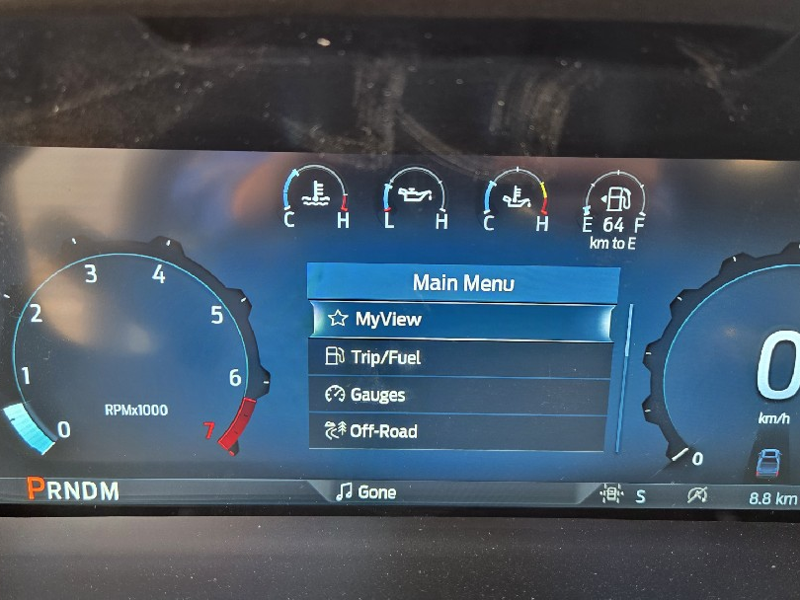 C H
L H
C H
E 64 F
km to E
Main Menu
MyView
Trip/Fuel
Gauges
Off-Road
0
1
2
3
4
5
6
7
RPMx1000
0
km/h
0
PRNDM
Gone
S
8.8 km